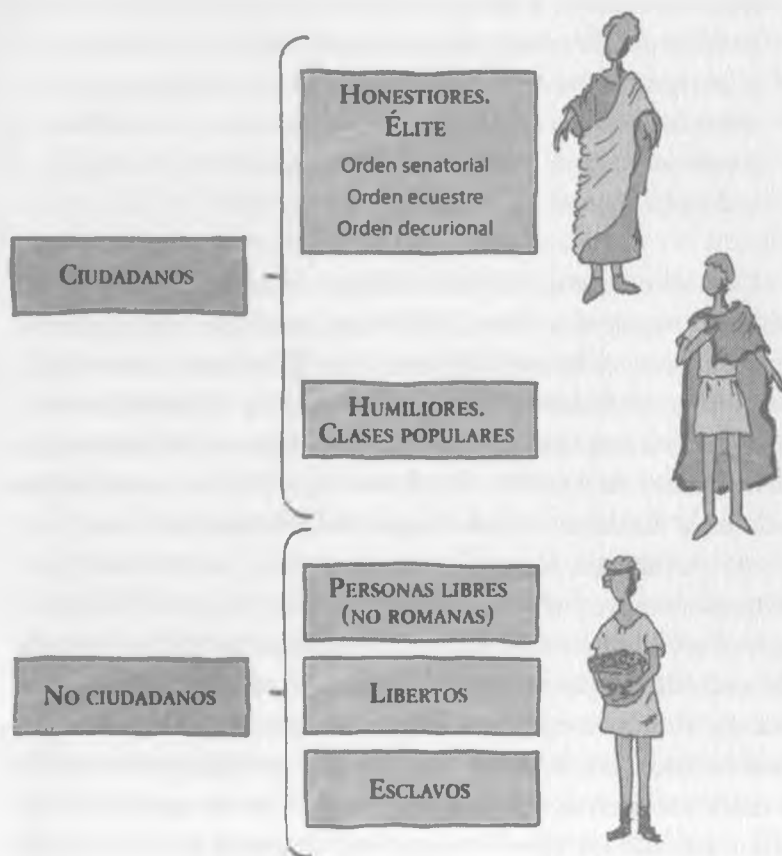 CIUDADANOS
HONESTIORES.
ÉLITE
Orden senatorial
Orden ecuestre
Orden decurional
HUMILIORES.
CLASES POPULARES
NO CIUDADANOS
PERSONAS LIBRES
(NO ROMANAS)
LIBERTOS
ESCLAVOS